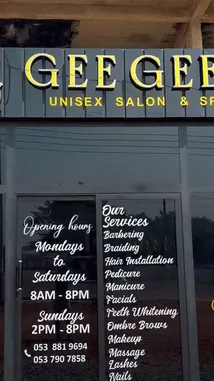 GEE GEE
UNISEX SALON & SP
Opening hours
Mondays
to
Saturdays
8AM - 8PM
Sundays
2PM - 8PM
053 881 9694
053 790 7858
Our
Services
Barbering
Braiding
Hair Installation
Pedicure
Manicure
Facials
Teeth Whitening
Ombre Brows
Makeup
Massage
Lashes
Nails